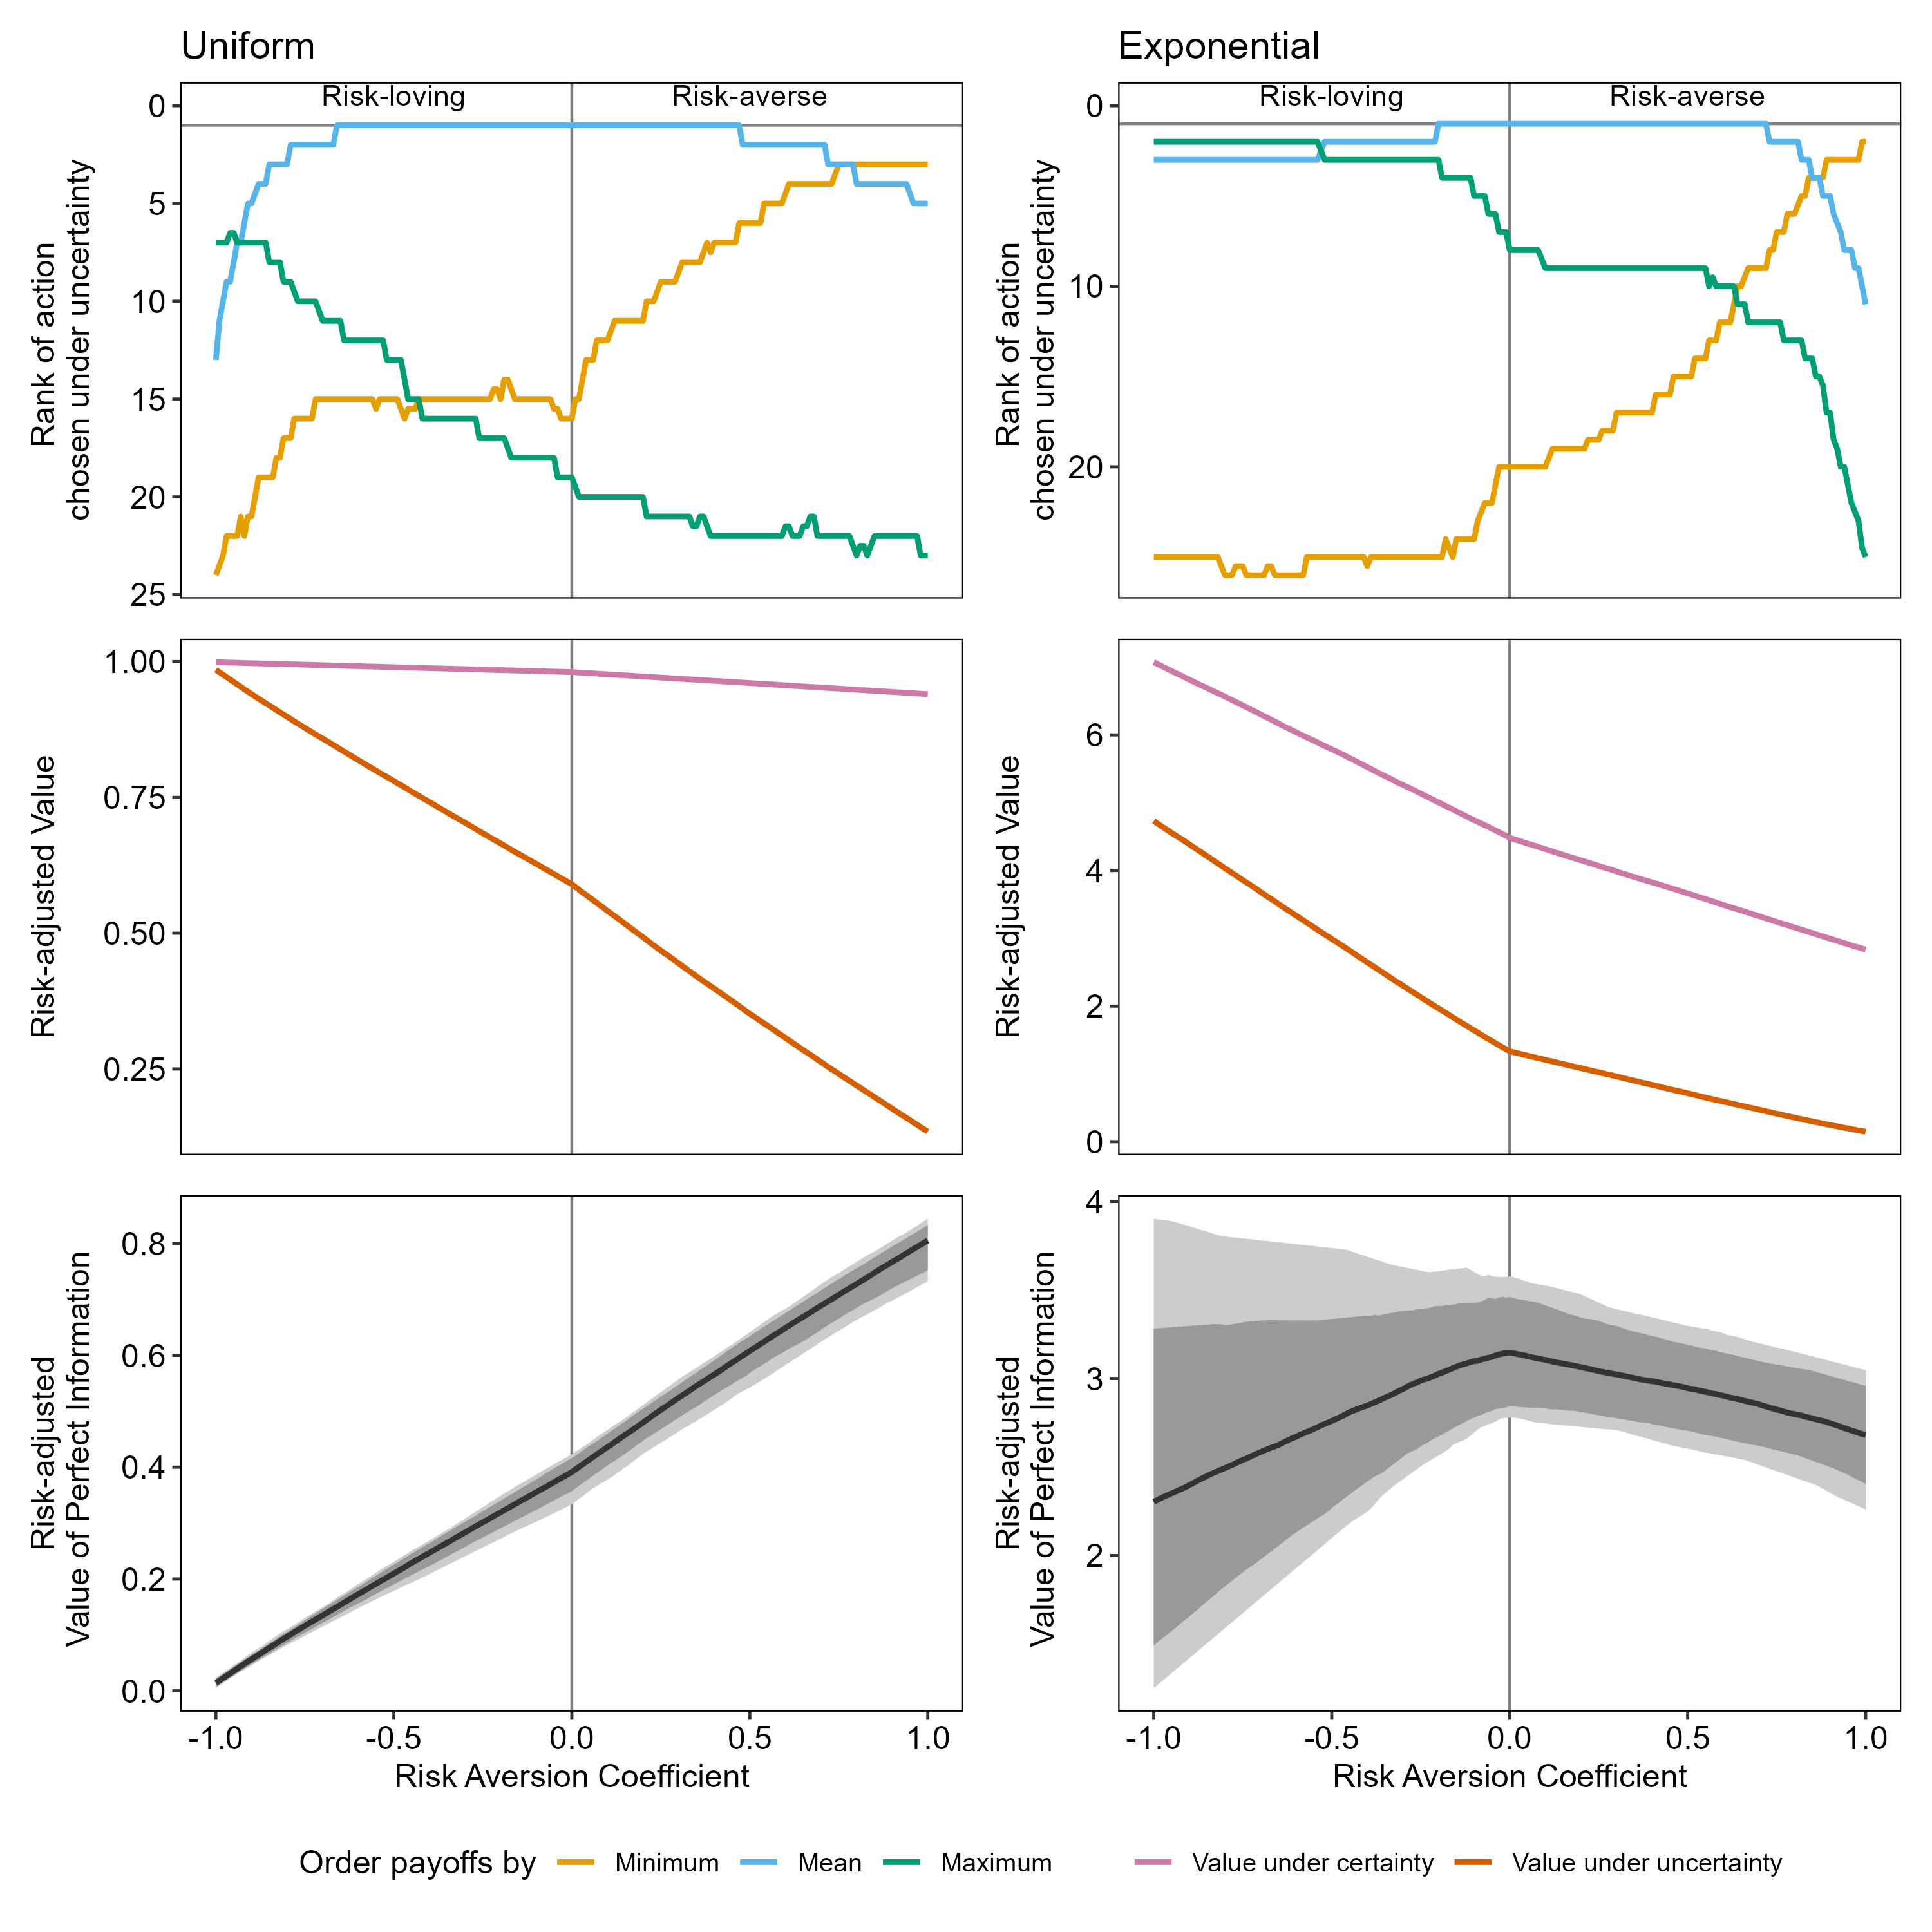 Uniform
Exponential
Risk-loving
Risk-averse
Risk-loving
Risk-averse
Rank of action
chosen under uncertainty
0
5
10
15
20
25
Rank of action
chosen under uncertainty
0
10
20
Risk-adjusted Value
1.00
0.75
0.50
0.25
Risk-adjusted Value
6
4
2
0
Risk-adjusted
Value of Perfect Information
0.8
0.6
0.4
0.2
0.0
Risk-adjusted
Value of Perfect Information
4
3
2
-1.0 -0.5 0.0 0.5 1.0
-1.0 -0.5 0.0 0.5 1.0
Risk Aversion Coefficient
Risk Aversion Coefficient
Order payoffs by Minimum Mean Maximum Value under certainty Value under uncertainty